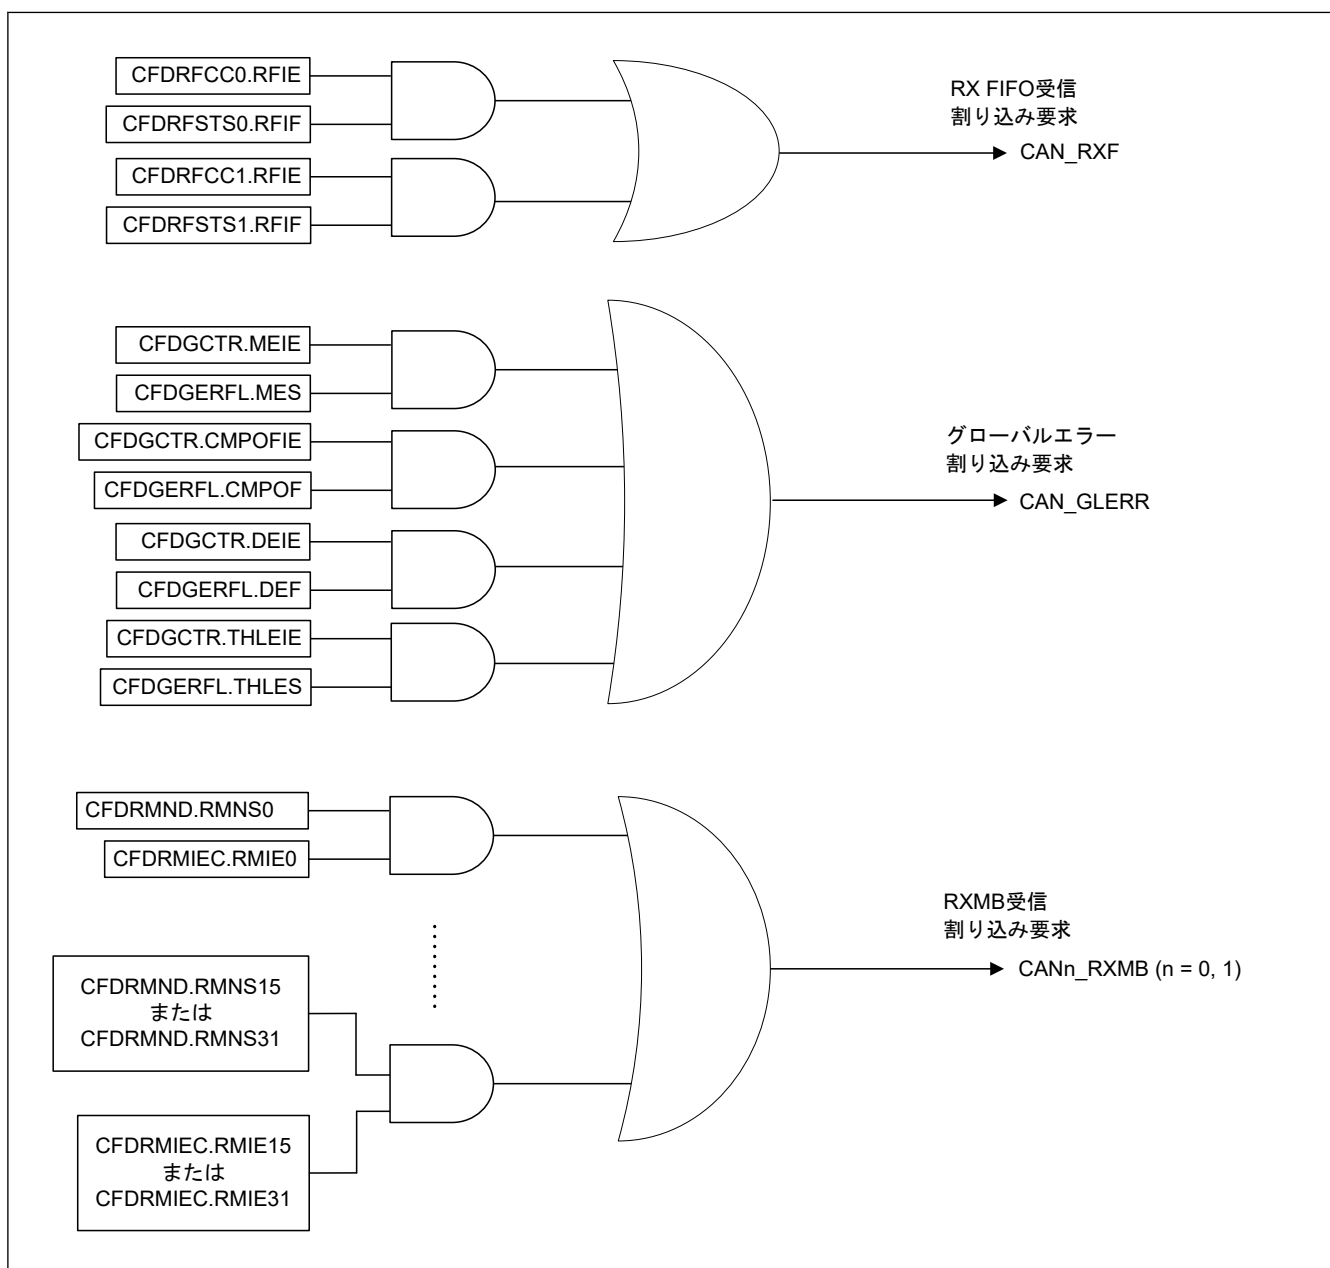 CFDRFCC0.RFIE
CFDRFSTS0.RFIF
CFDRFCC1.RFIE
CFDRFSTS1.RFIF
RX FIFO受信
割り込み要求
CAN_RXF
CFDGCTR.MEIE
CFDGERFL.MES
CFDGCTR.CMPOFIE
CFDGERFL.CMPOF
CFDGCTR.DEIE
CFDGERFL.DEF
CFDGCTR.THLEIE
CFDGERFL.THLES
グローバルエラー
割り込み要求
CAN_GLERR
CFDRMND.RMNS0
CFDRMIEC.RMIE0
CFDRMND.RMNS15
または
CFDRMND.RMNS31
CFDRMIEC.RMIE15
または
CFDRMIEC.RMIE31
RXMB受信
割り込み要求
CANn_RXMB (n = 0, 1)